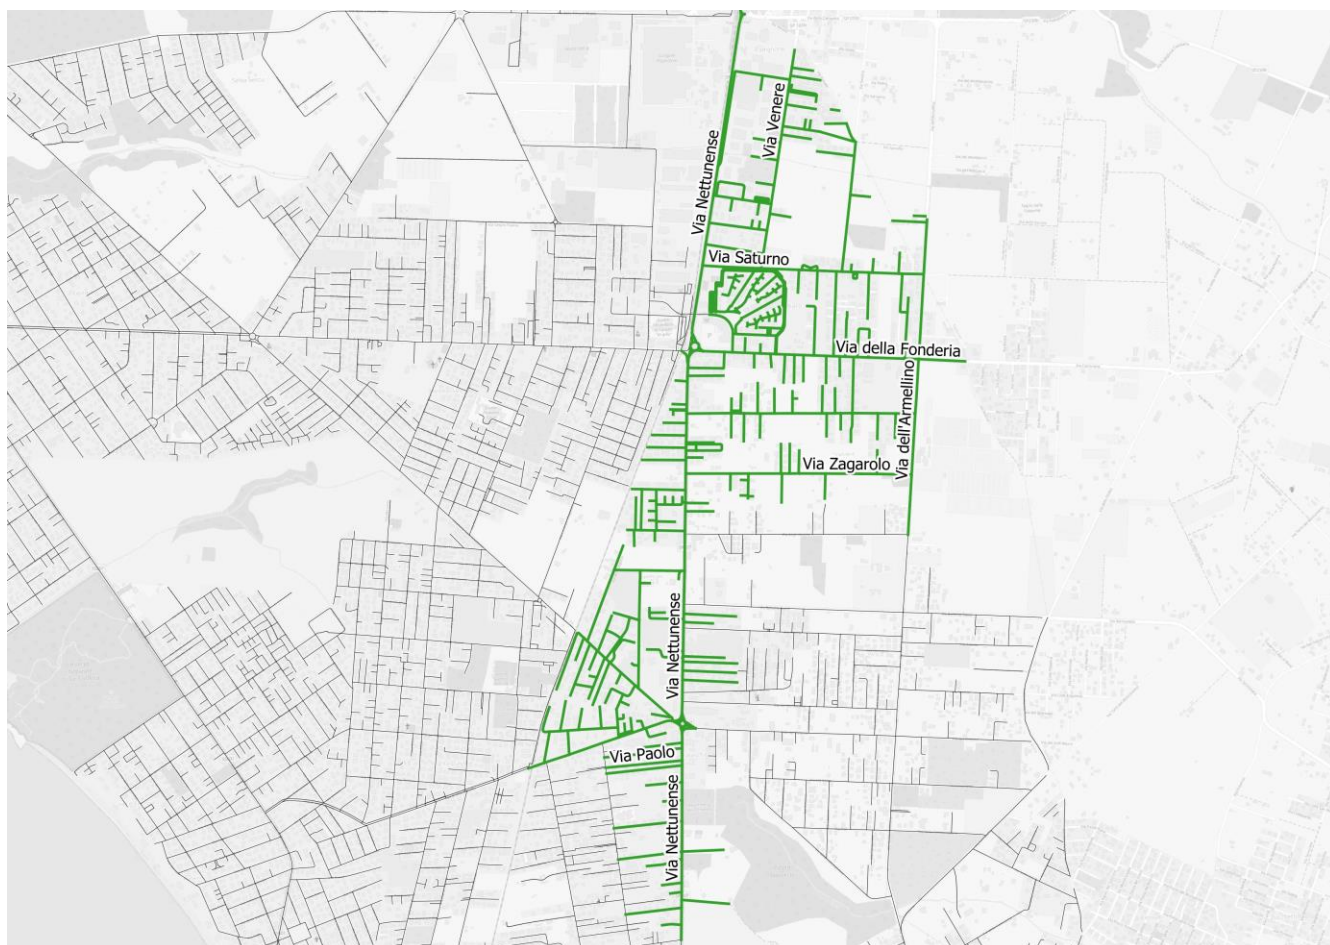 Via Venere
Via Nettunense
Via Saturno
Via della Fonderia
Via dell'Armellino
Via Zagarolo
Via Nettunense
Via Paolo
Via Nettunense